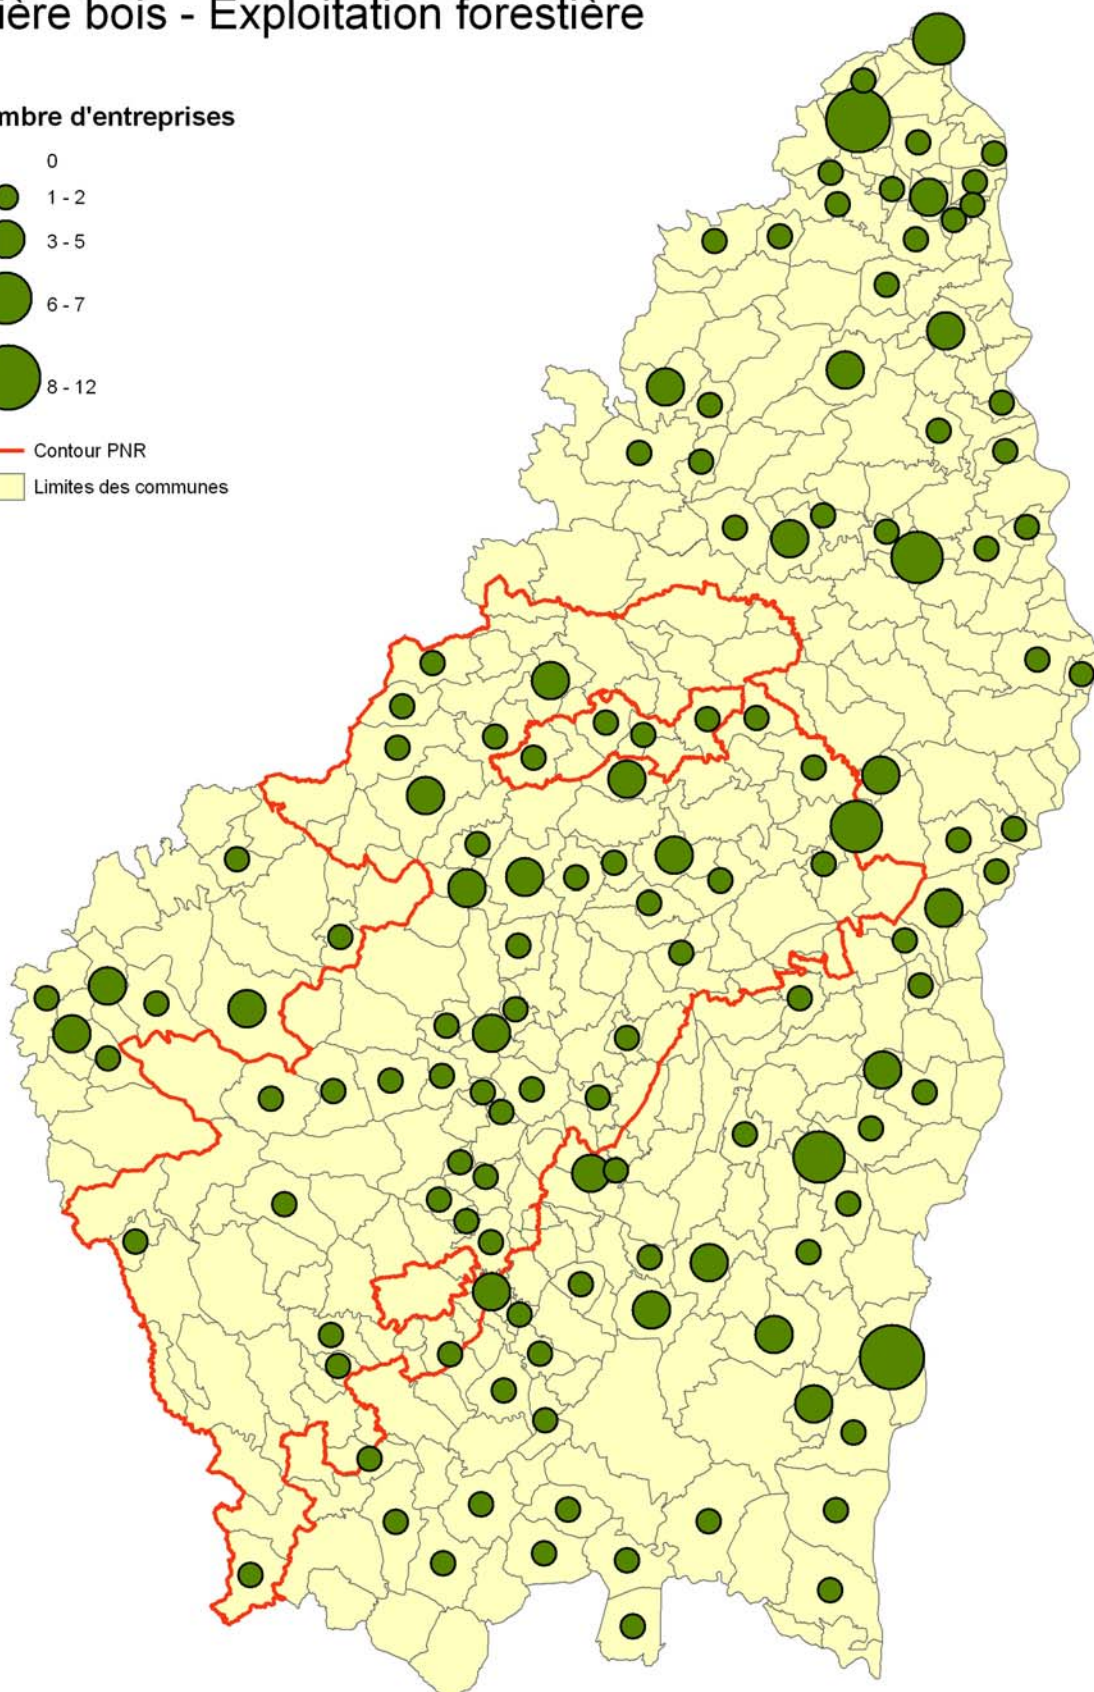 ière bois - Exploitation forestière
mbre d'entreprises
0
1 - 2
3 - 5
6 - 7
8 - 12
Contour PNR
Limites des communes